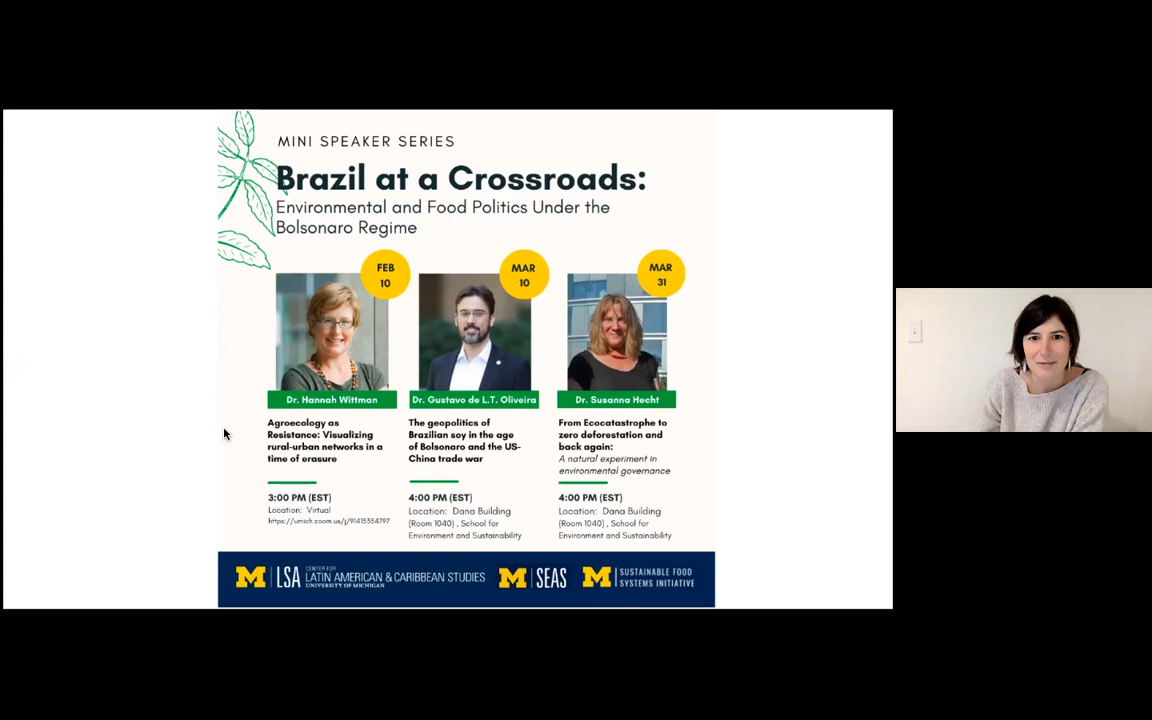 MINI SPEAKER SERIES
Brazil at a Crossroads:
Environmental and Food Politics Under the
Bolsonaro Regime
FEB
10
Dr. Hannah Wittman
Agroecology as
Resistance: Visualizing
rural-urban networks in a
time of erasure
3:00 PM (EST)
Location: Virtual
https://umich.zoom.us/j/91415354797
MAR
10
Dr. Gustavo de L.T. Oliveira
The geopolitics of
Brazilian soy in the age
of Bolsonaro and the US-
China trade war
4:00 PM (EST)
Location: Dana Building
(Room 1040) , School for
Environment and Sustainability
MAR
31
Dr. Susanna Hecht
From Ecocatastrophe to
zero deforestation and
back again:
A natural experiment in
environmental governance
4:00 PM (EST)
Location: Dana Building
(Room 1040) , School for
Environment and Sustainability
M LSA
CENTER FOR
LATIN AMERICAN & CARIBBEAN STUDIES
UNIVERSITY OF MICHIGAN
M SEAS
M SUSTAINABLE FOOD
SYSTEMS INITIATIVE